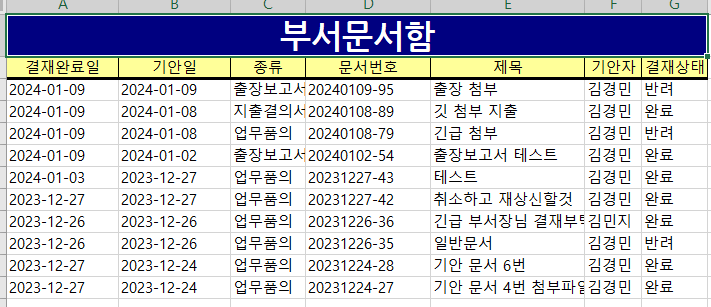 A B C D E F G
부서문서함
결재완료일 기안일 종류 문서번호 제목 기안자 결재상태
2024-01-09 2024-01-09 출장보고서 20240109-95 출장 첨부 김경민 반려
2024-01-09 2024-01-08 지출결의서 20240108-89 깃 첨부 지출 김경민 완료
2024-01-09 2024-01-08 업무품의 20240108-79 긴급 첨부 김경민 반려
2024-01-09 2024-01-02 출장보고서 20240102-54 출장보고서 테스트 김경민 완료
2024-01-03 2023-12-27 업무품의 20231227-43 테스트 김경민 완료
2023-12-27 2023-12-27 업무품의 20231227-42 취소하고 재상신할것 김경민 완료
2023-12-26 2023-12-26 업무품의 20231226-36 긴급 부서장님 결재부탁 김민지 완료
2023-12-26 2023-12-26 업무품의 20231226-35 일반문서 김경민 반려
2023-12-27 2023-12-24 업무품의 20231224-28 기안 문서 6번 김경민 완료
2023-12-27 2023-12-24 업무품의 20231224-27 기안 문서 4번 첨부파일 김경민 완료